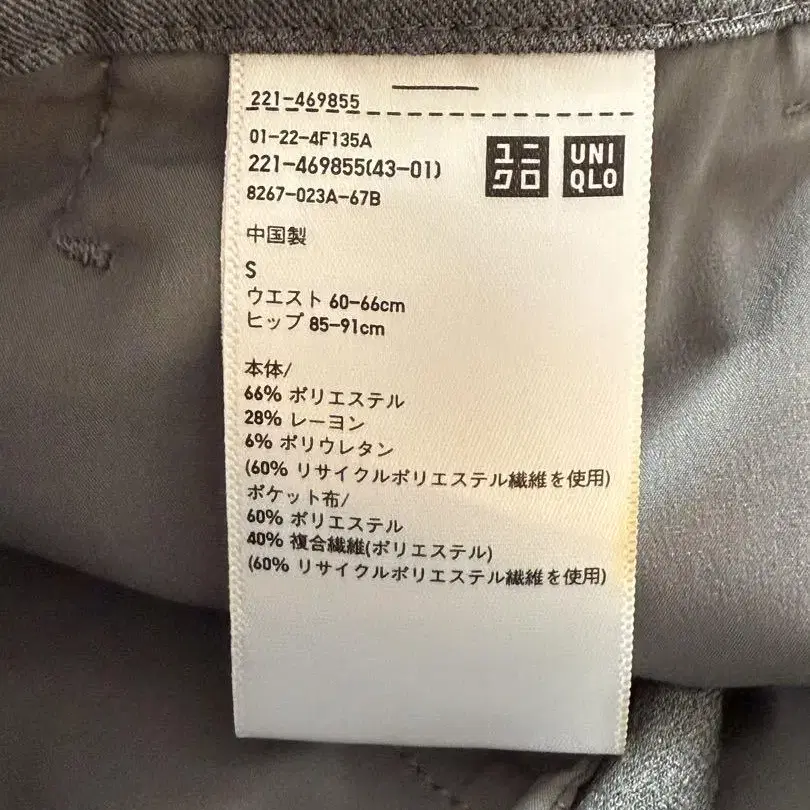 221-469855
01-22-4F135A
221-469855(43-01)
8267-023A-67B
ユニ
クロ
UNI
QLO
中国製
S
ウエスト 60-66cm
ヒップ 85-91cm
本体/
66% ポリエステル
28% レーヨン
6% ポリウレタン
(60% リサイクルポリエステル繊維を使用)
ポケット布/
60% ポリエステル
40% 複合繊維(ポリエステル)
(60% リサイクルポリエステル繊維を使用)